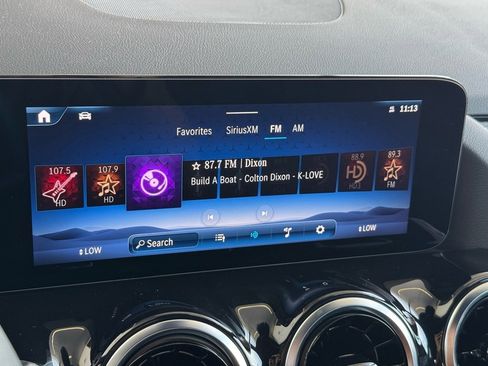 11:13
Favorites SiriusXM FM AM
107.5 107.9 87.7 FM | Dixon 88.9 89.3
HD HD Build A Boat - Colton Dixon - K-LOVE HD3 FM
LOW Search LOW